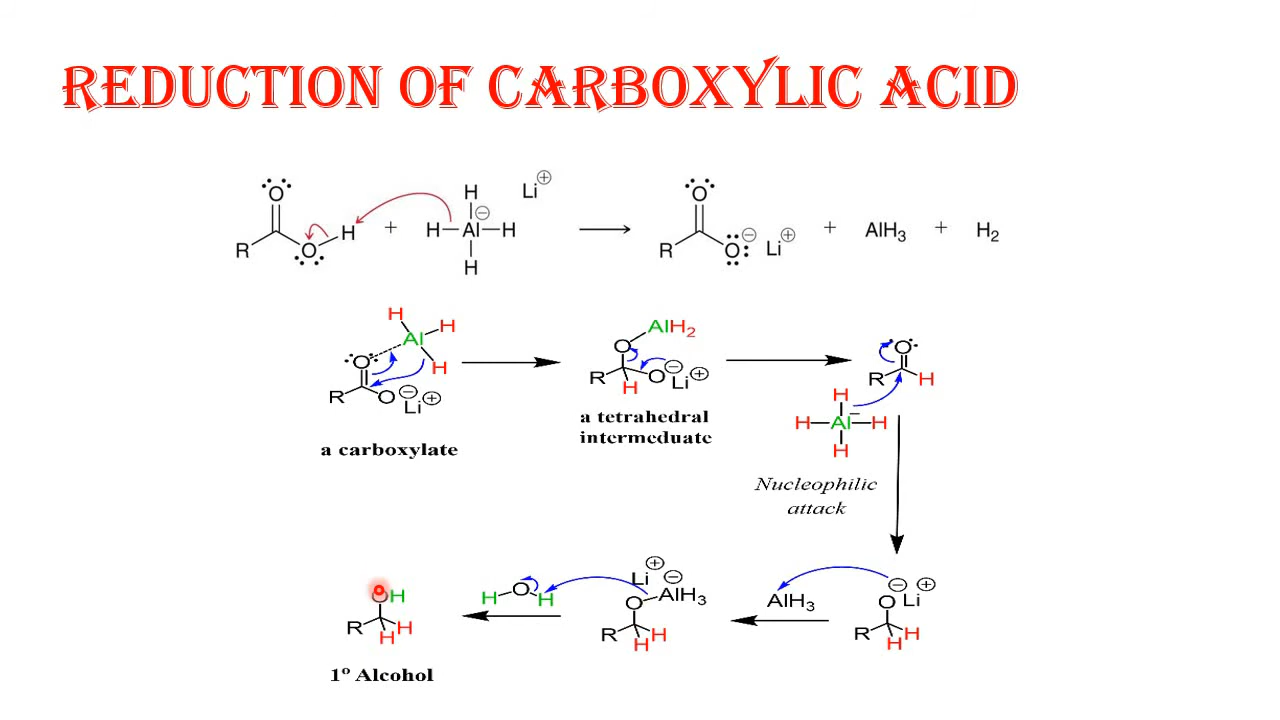 REDUCTION OF CARBOXYLIC ACID
O H Li⊕
R O H + H Al⊖ H ⟶ O R O⊖ Li⊕ + AlH₃ + H₂
H
H Al H H O R O⊖ Li⊕
O AlH₂ R H O⊖ Li⊕
O R H
H H Al⁻ H H
a carboxylate
a tetrahedral
intermeduate
Nucleophilic
attack
OH R H H
H O H
Li⊕ ⊖ O AlH₃ R H H
AlH₃
O⊖ Li⊕ R H H
1º Alcohol